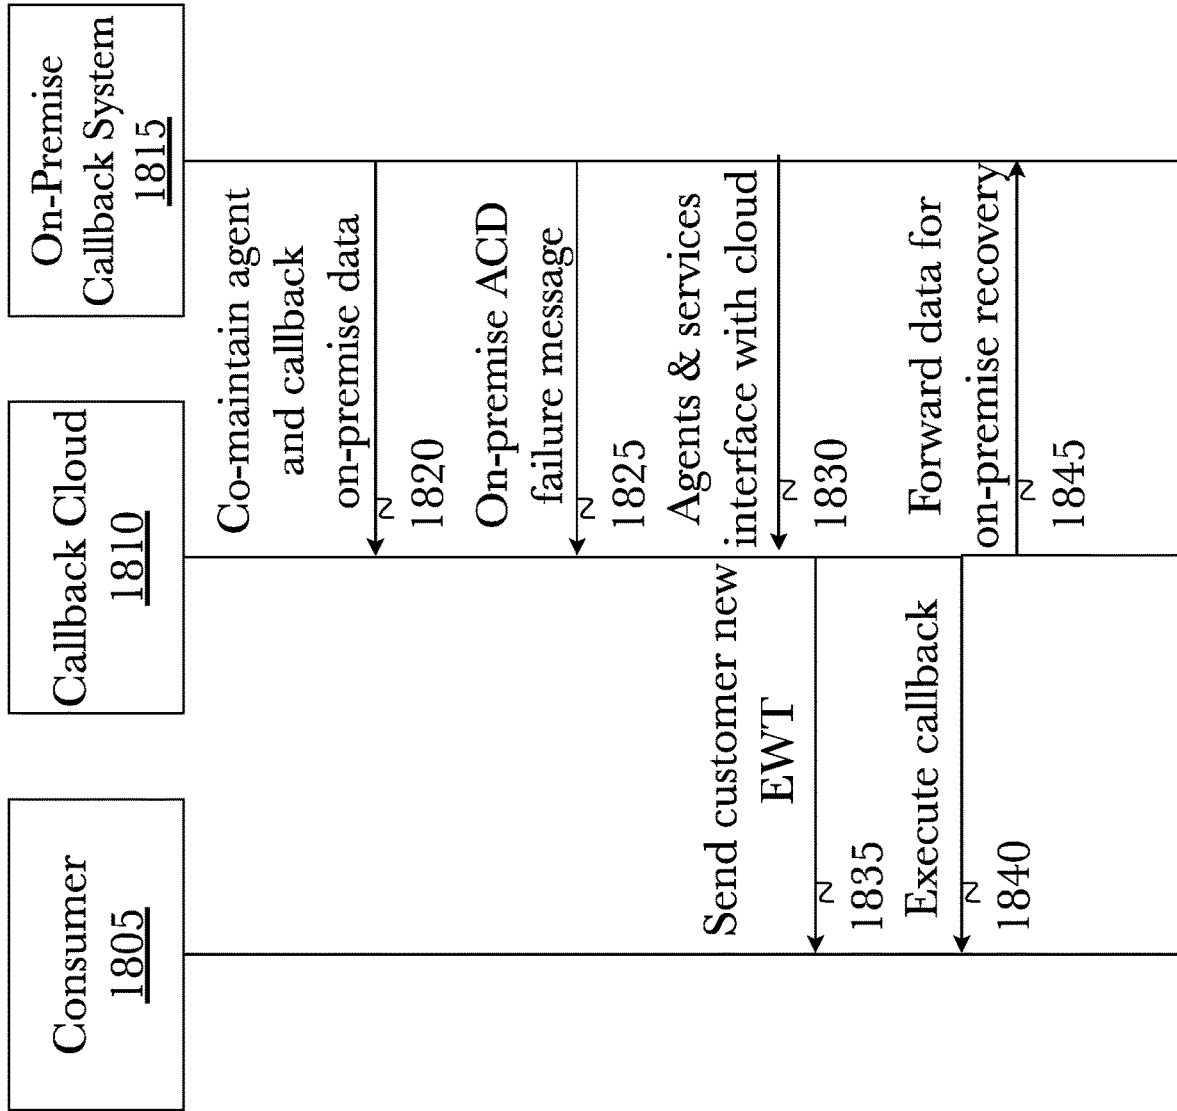 Consumer
1805
Callback Cloud
1810
On-Premise
Callback System
1815
Co-maintain agent
and callback
on-premise data
1820
On-premise ACD
failure message
1825
Agents & services
interface with cloud
1830
Send customer new
EWT
1835
Execute callback
1840
Forward data for
on-premise recovery
1845